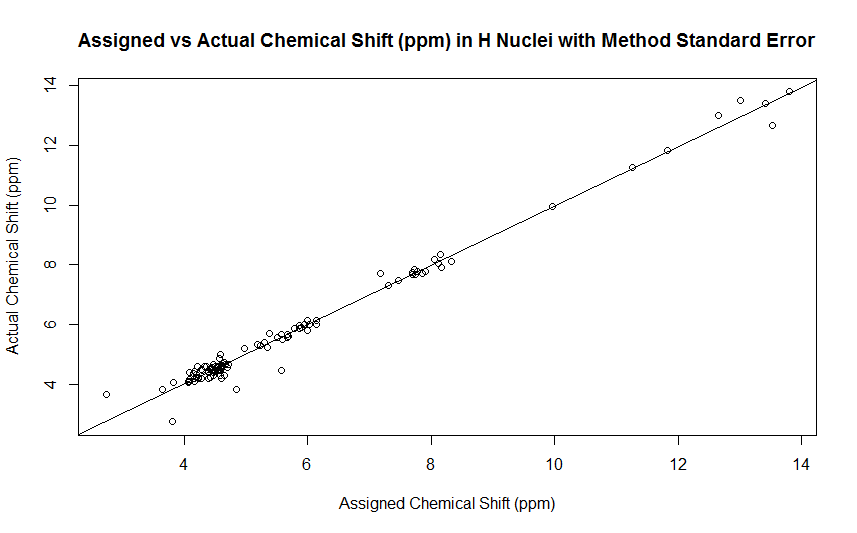 Assigned vs Actual Chemical Shift (ppm) in H Nuclei with Method Standard Error
Actual Chemical Shift (ppm)
14
12
10
8
6
4
4 6 8 10 12 14
Assigned Chemical Shift (ppm)